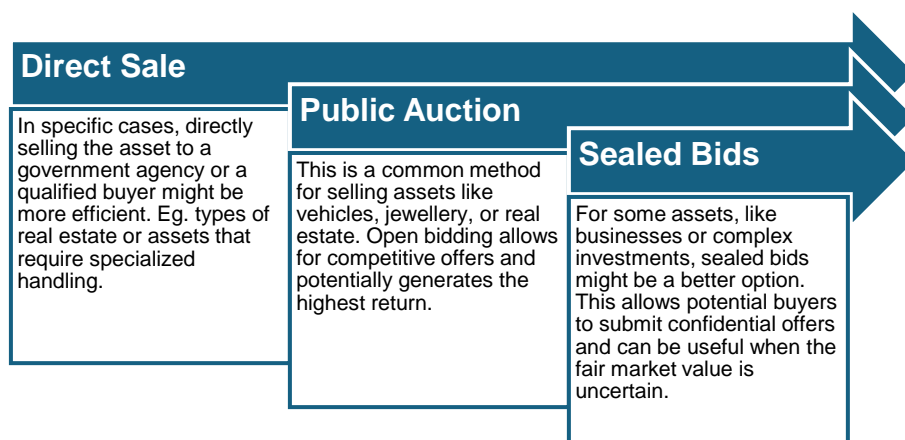 Direct Sale
In specific cases, directly
selling the asset to a
government agency or a
qualified buyer might be
more efficient. Eg. types of
real estate or assets that
require specialized
handling.
Public Auction
This is a common method
for selling assets like
vehicles, jewellery, or real
estate. Open bidding allows
for competitive offers and
potentially generates the
highest return.
Sealed Bids
For some assets, like
businesses or complex
investments, sealed bids
might be a better option.
This allows potential buyers
to submit confidential offers
and can be useful when the
fair market value is
uncertain.